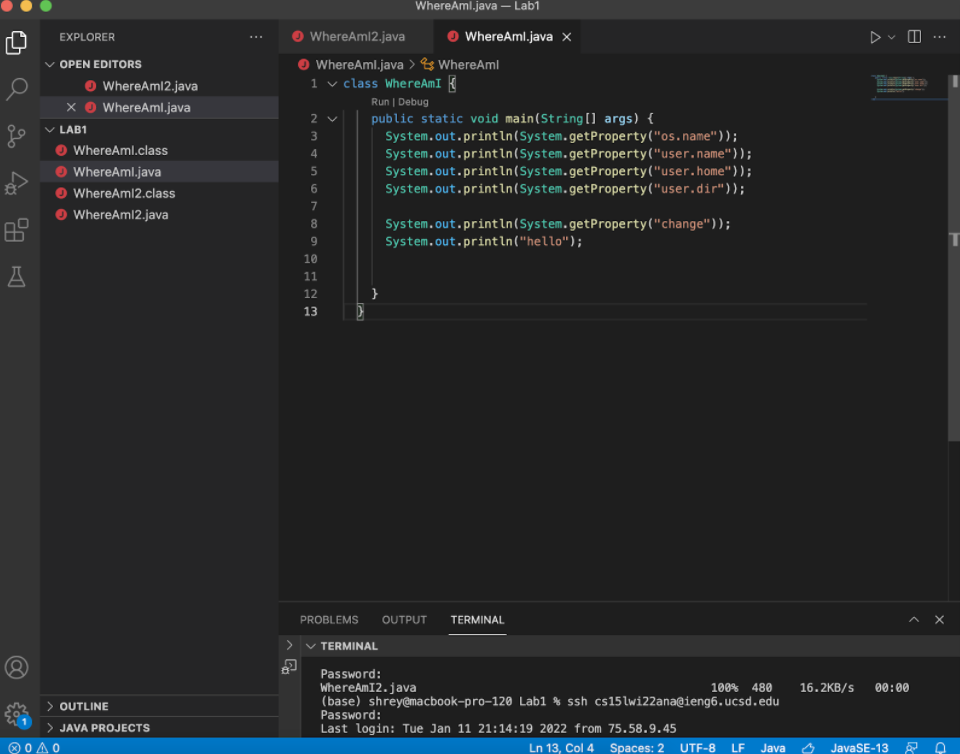 WhereAmI.java — Lab1
EXPLORER
OPEN EDITORS
WhereAmI2.java
WhereAmI.java
LAB1
WhereAmI.class
WhereAmI.java
WhereAmI2.class
WhereAmI2.java
OUTLINE
JAVA PROJECTS
WhereAmI2.java
WhereAmI.java
WhereAmI.java > WhereAmI
1 class WhereAmI {
Run | Debug
2 public static void main(String[] args) {
3 System.out.println(System.getProperty("os.name"));
4 System.out.println(System.getProperty("user.name"));
5 System.out.println(System.getProperty("user.home"));
6 System.out.println(System.getProperty("user.dir"));
7
8 System.out.println(System.getProperty("change"));
9 System.out.println("hello");
10
11
12 }
13 }
PROBLEMS OUTPUT TERMINAL
TERMINAL
Password:
WhereAmI2.java 100% 480 16.2KB/s 00:00
(base) shrey@macbook-pro-120 Lab1 % ssh cs15lwi22ana@ieng6.ucsd.edu
Password:
Last login: Tue Jan 11 21:14:19 2022 from 75.58.9.45
1
0 0 Ln 13, Col 4 Spaces: 2 UTF-8 LF Java JavaSE-13